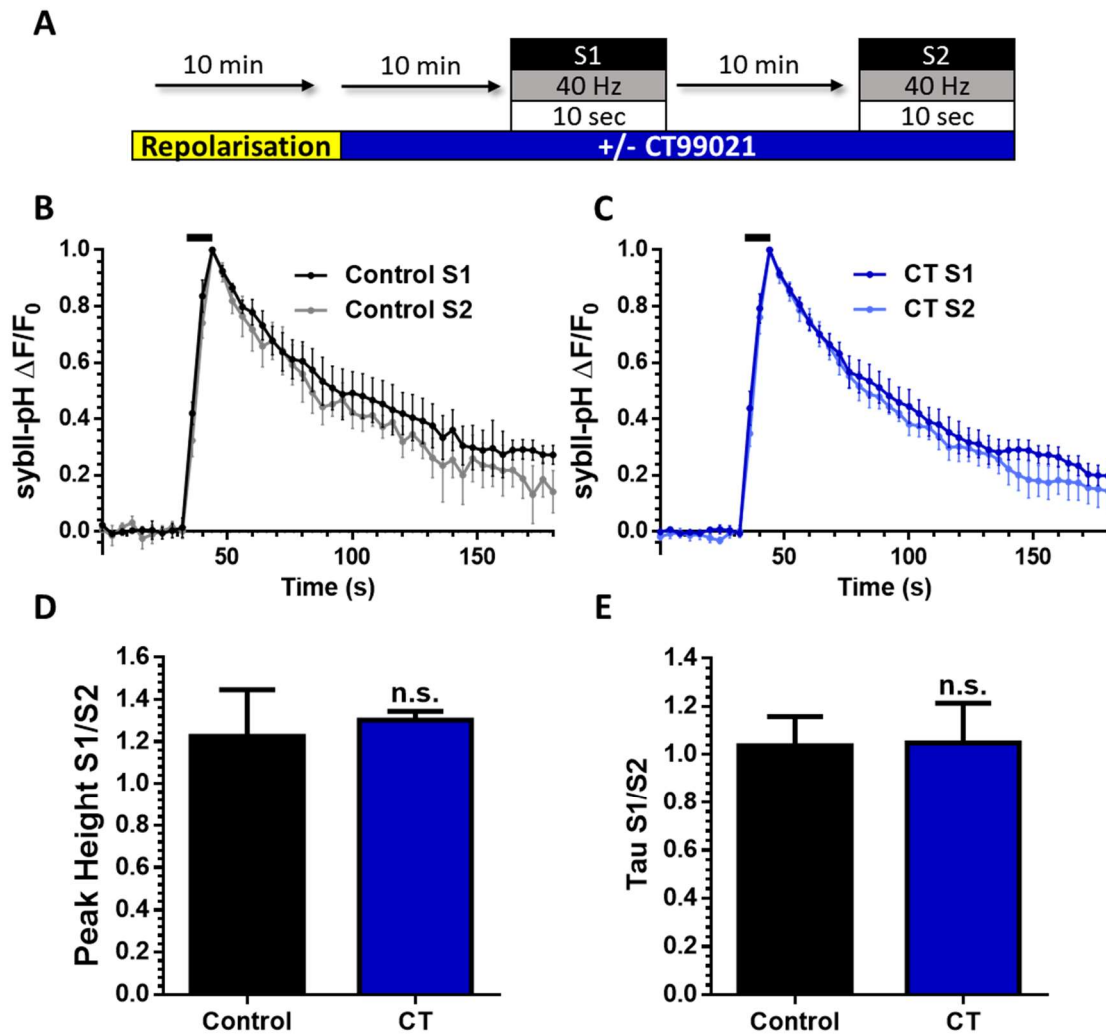 A
10 min
10 min
S1
40 Hz
10 sec
10 min
S2
40 Hz
10 sec
Repolarisation
+/- CT99021
B
sybII-pH ΔF/F0
1.0
0.8
0.6
0.4
0.2
0.0
50
100
150
Time (s)
Control S1
Control S2
C
sybII-pH ΔF/F0
1.0
0.8
0.6
0.4
0.2
0.0
50
100
150
Time (s)
CT S1
CT S2
D
Peak Height S1/S2
1.6
1.4
1.2
1.0
0.8
0.6
0.4
0.2
0.0
n.s.
Control
CT
E
Tau S1/S2
1.4
1.2
1.0
0.8
0.6
0.4
0.2
0.0
n.s.
Control
CT